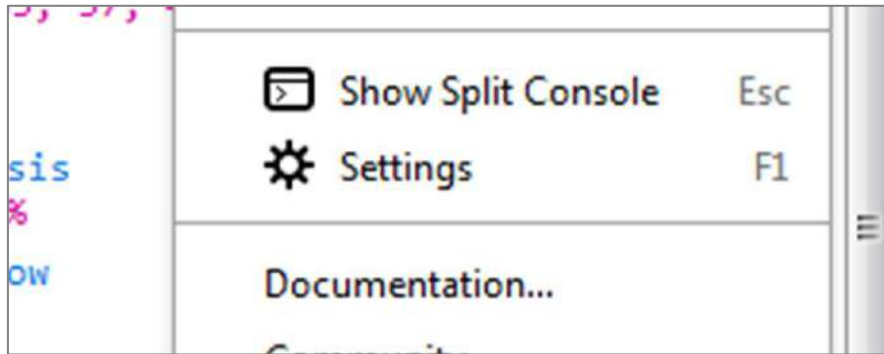 Show Split Console Esc
sis
Settings F1
%
ow
Documentation...